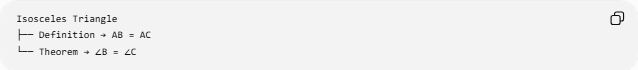 Isosceles Triangle
├── Definition → AB = AC
└── Theorem → ∠B = ∠C